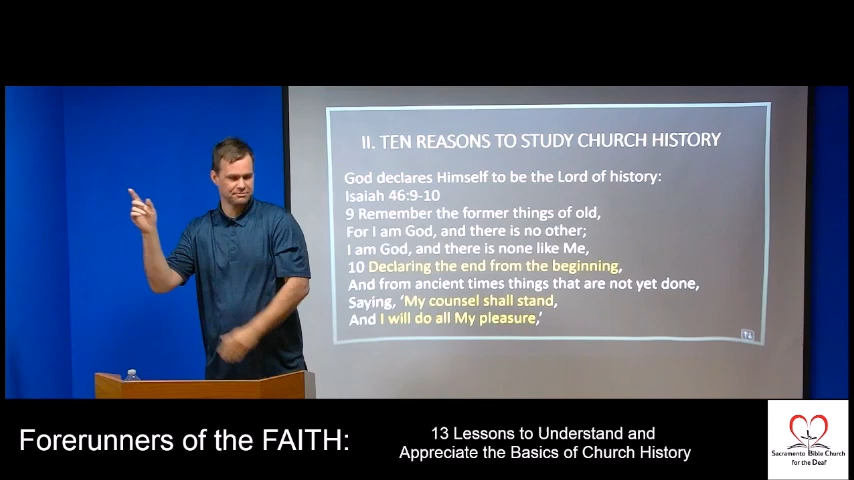 II. TEN REASONS TO STUDY CHURCH HISTORY
God declares Himself to be the Lord of history:
Isaiah 46:9-10
9 Remember the former things of old,
For I am God, and there is no other;
I am God, and there is none like Me,
10 Declaring the end from the beginning,
And from ancient times things that are not yet done,
Saying, ‘My counsel shall stand,
And I will do all My pleasure,’
Forerunners of the FAITH:
13 Lessons to Understand and
Appreciate the Basics of Church History
Sacramento Bible Church
for the Deaf